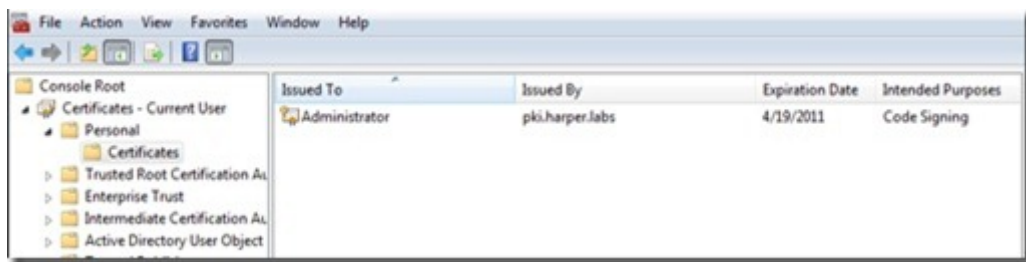 File Action View Favorites Window Help
Console Root
Certificates - Current User
Personal
Certificates
Trusted Root Certification Au
Enterprise Trust
Intermediate Certification Au
Active Directory User Object
Issued To Issued By Expiration Date Intended Purposes
Administrator pki.harper.labs 4/19/2011 Code Signing